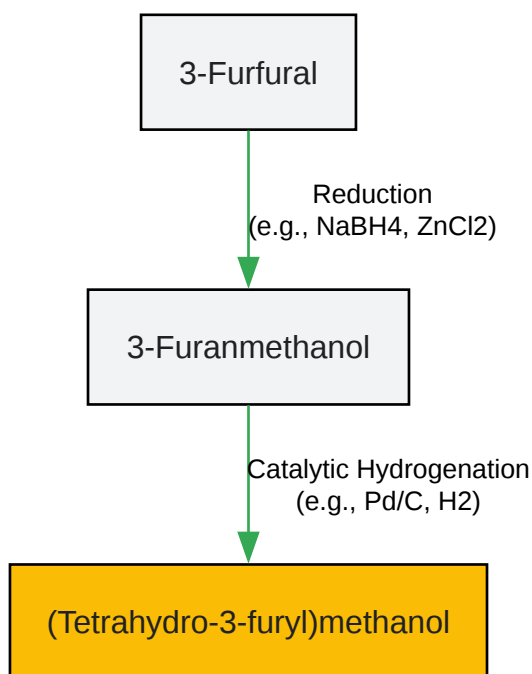 3-Furfural
Reduction
(e.g., NaBH4, ZnCl2)
3-Furanmethanol
Catalytic Hydrogenation
(e.g., Pd/C, H2)
(Tetrahydro-3-furyl)methanol